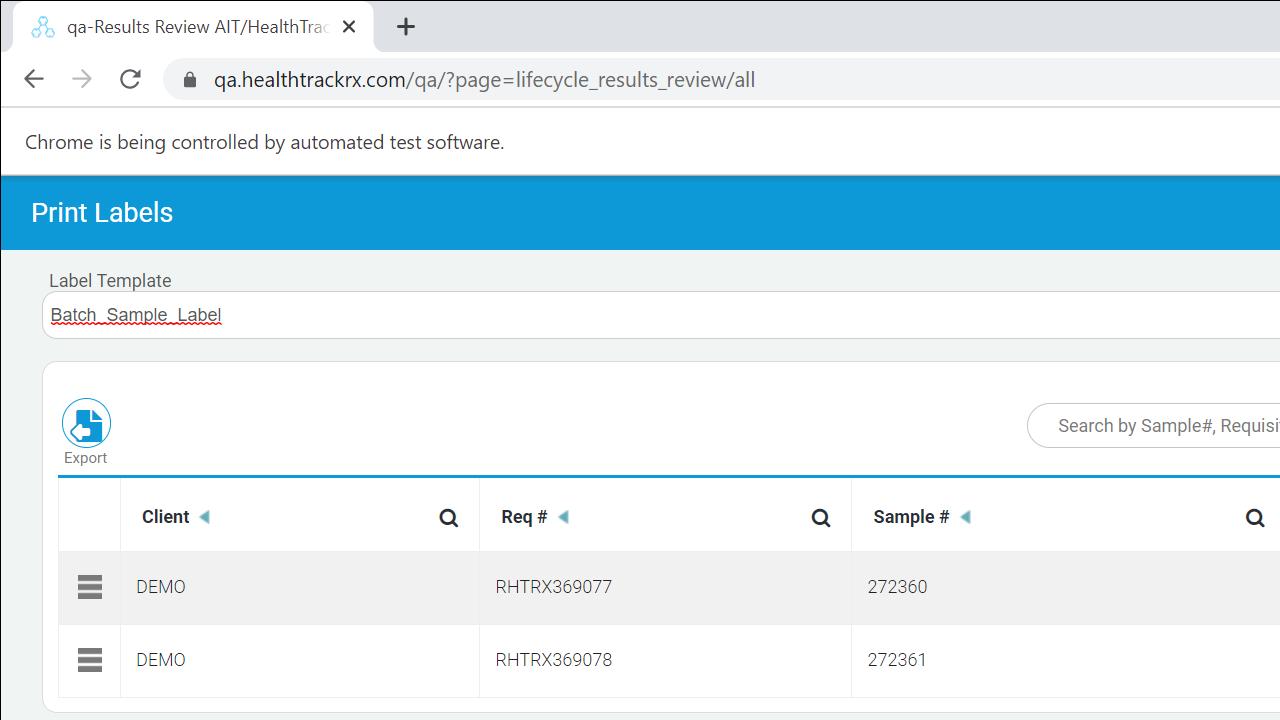 qa-Results Review AIT/HealthTrac
qa.healthtrackrx.com/qa/?page=lifecycle_results_review/all
Chrome is being controlled by automated test software.
Print Labels
Label Template
Batch_Sample_Label
Export
Search by Sample#, Requisit
Client Req # Sample #
DEMO RHTRX369077 272360
DEMO RHTRX369078 272361